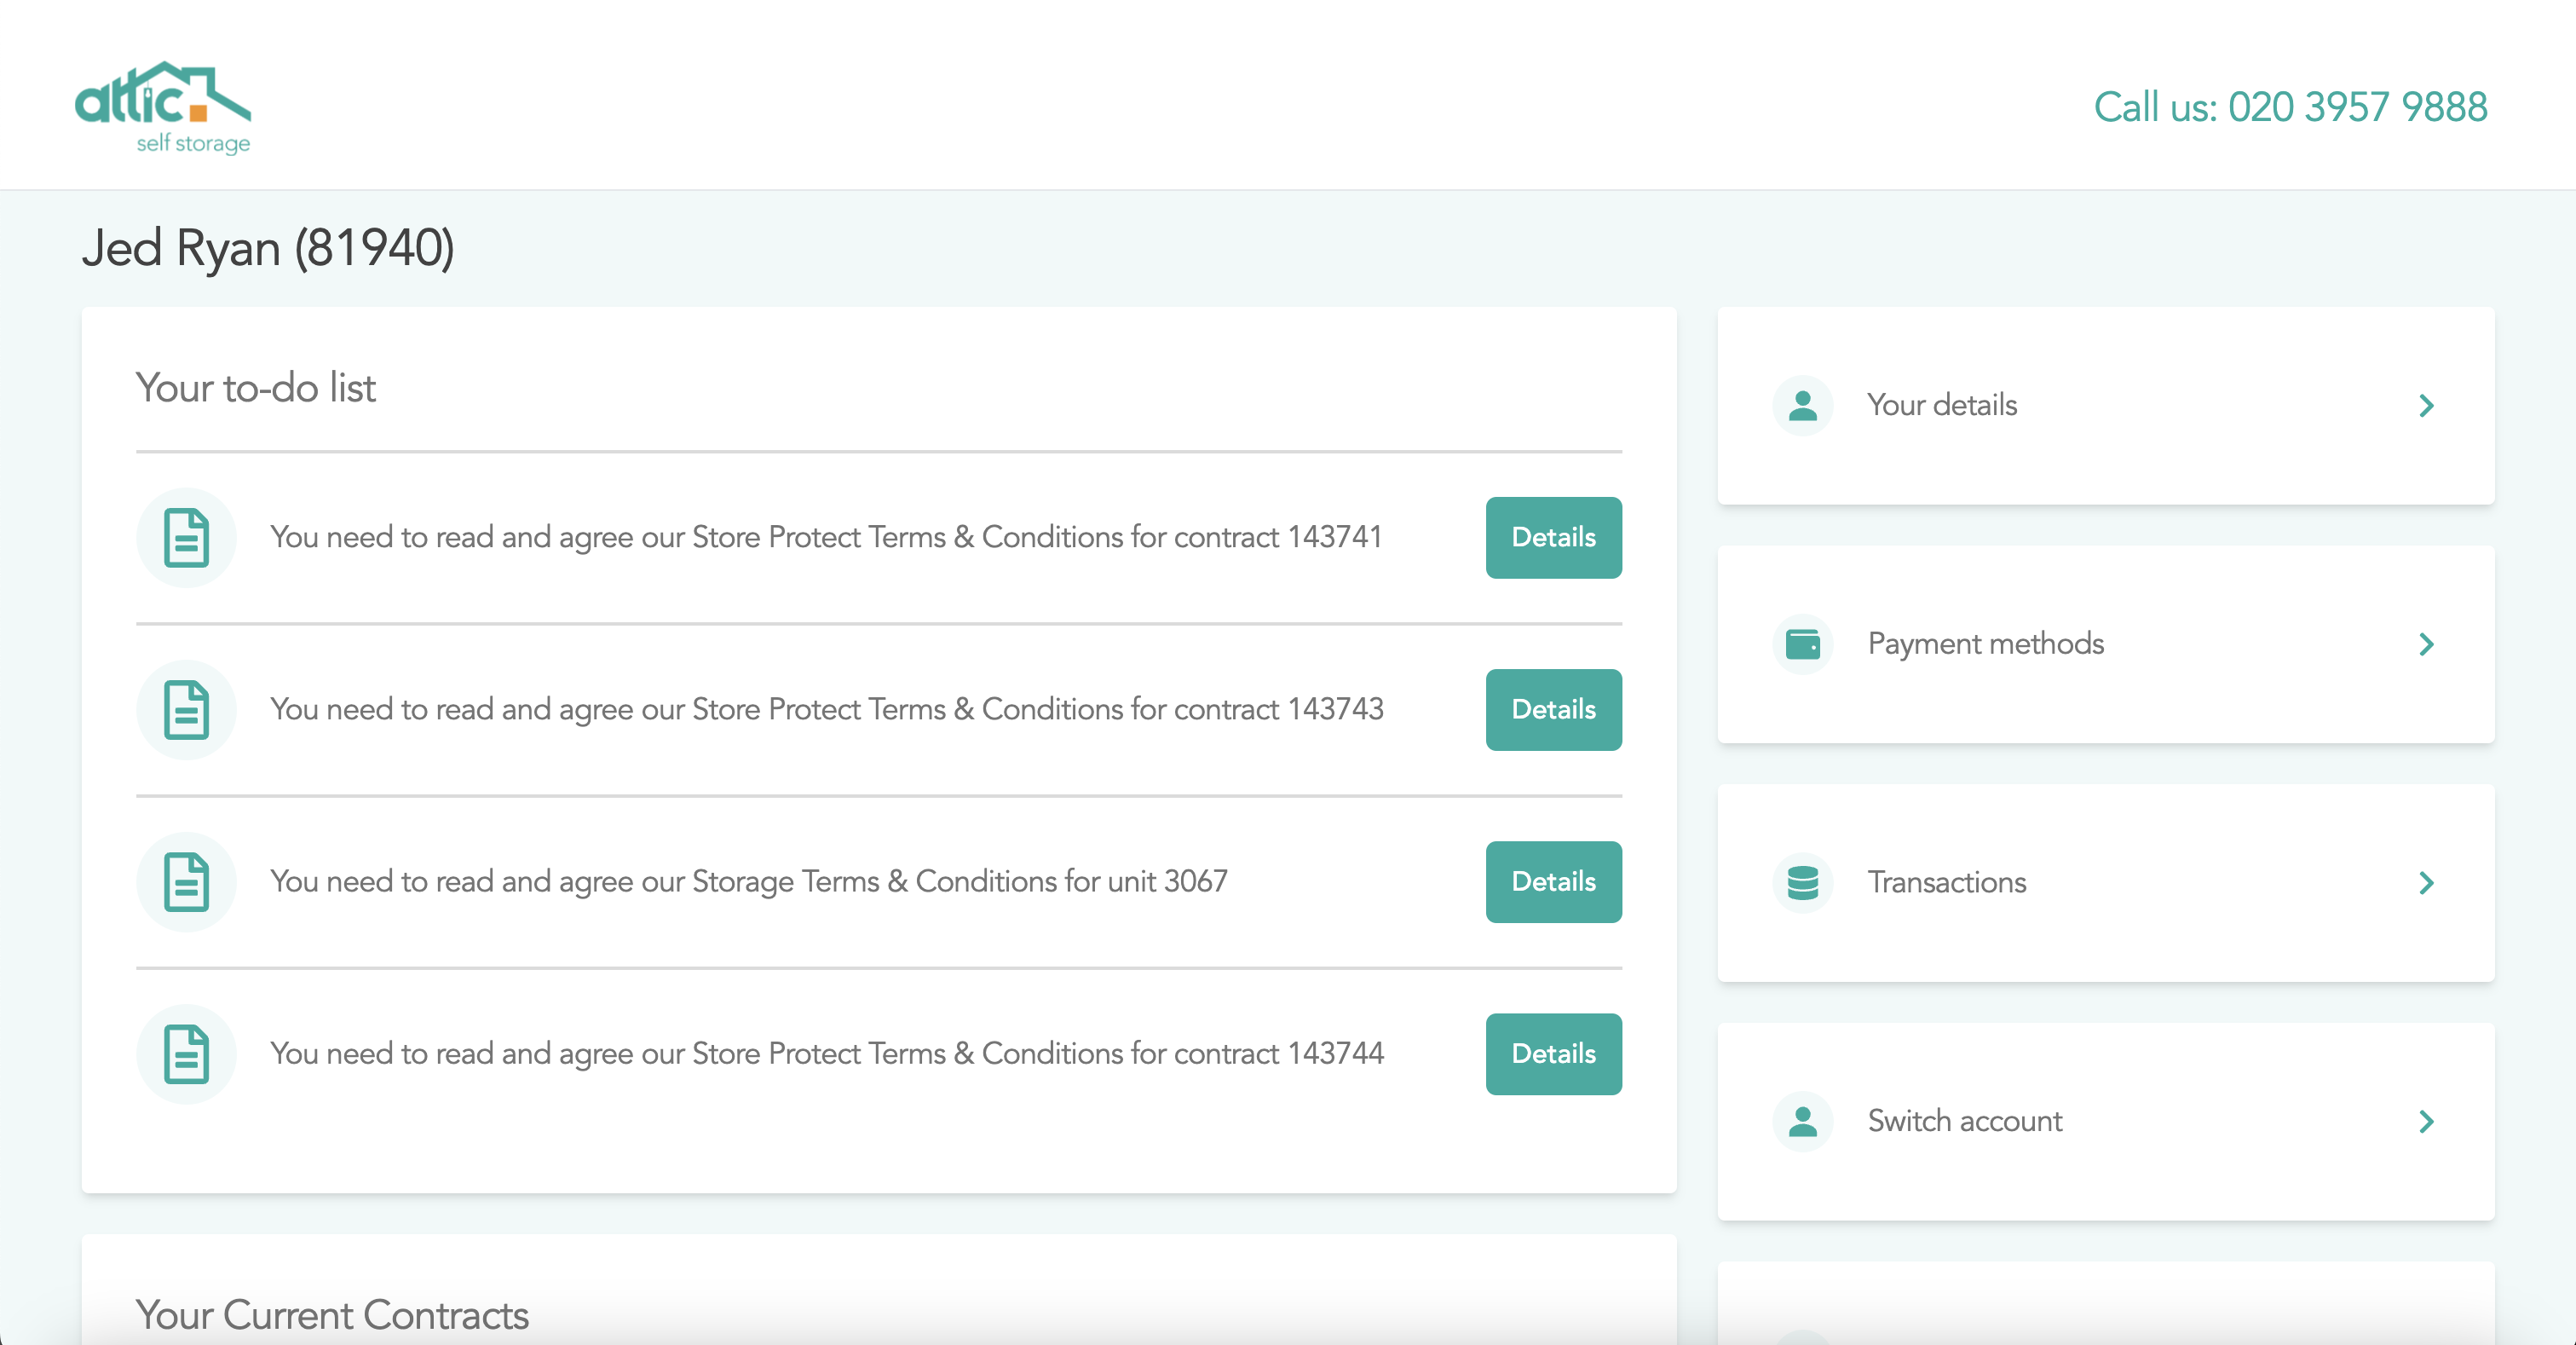 attic
self storage
Call us: 020 3957 9888
Jed Ryan (81940)
Your to-do list
You need to read and agree our Store Protect Terms & Conditions for contract 143741
Details
You need to read and agree our Store Protect Terms & Conditions for contract 143743
Details
You need to read and agree our Storage Terms & Conditions for unit 3067
Details
You need to read and agree our Store Protect Terms & Conditions for contract 143744
Details
Your Current Contracts
Your details
Payment methods
Transactions
Switch account